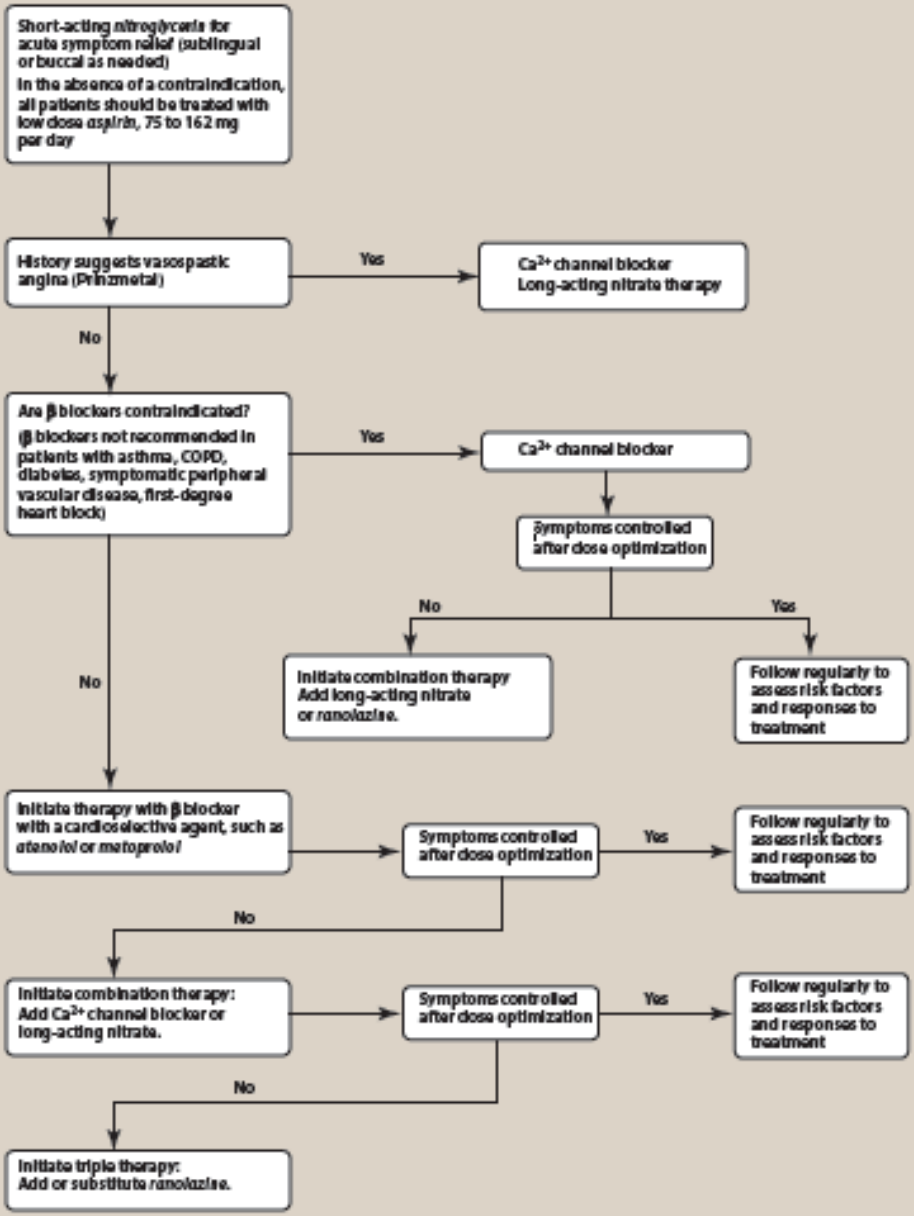 Short-acting nitroglycerin for
acute symptom relief (sublingual
or buccal as needed)
In the absence of a contraindication,
all patients should be treated with
low dose aspirin, 75 to 162 mg
per day
History suggests vasospastic
angina (Prinzmetal)
Yes
Ca²⁺ channel blocker
Long-acting nitrate therapy
No
Are β blockers contraindicated?
(β blockers not recommended in
patients with asthma, COPD,
diabetes, symptomatic peripheral
vascular disease, first-degree
heart block)
Yes
Ca²⁺ channel blocker
Symptoms controlled
after dose optimization
No
Yes
Initiate combination therapy
Add long-acting nitrate
or ranolazine.
Follow regularly to
assess risk factors
and responses to
treatment
No
Initiate therapy with β blocker
with a cardioselective agent, such as
atenolol or metoprolol
Symptoms controlled
after dose optimization
Yes
Follow regularly to
assess risk factors
and responses to
treatment
No
Initiate combination therapy:
Add Ca²⁺ channel blocker or
long-acting nitrate.
Symptoms controlled
after dose optimization
Yes
Follow regularly to
assess risk factors
and responses to
treatment
No
Initiate triple therapy:
Add or substitute ranolazine.